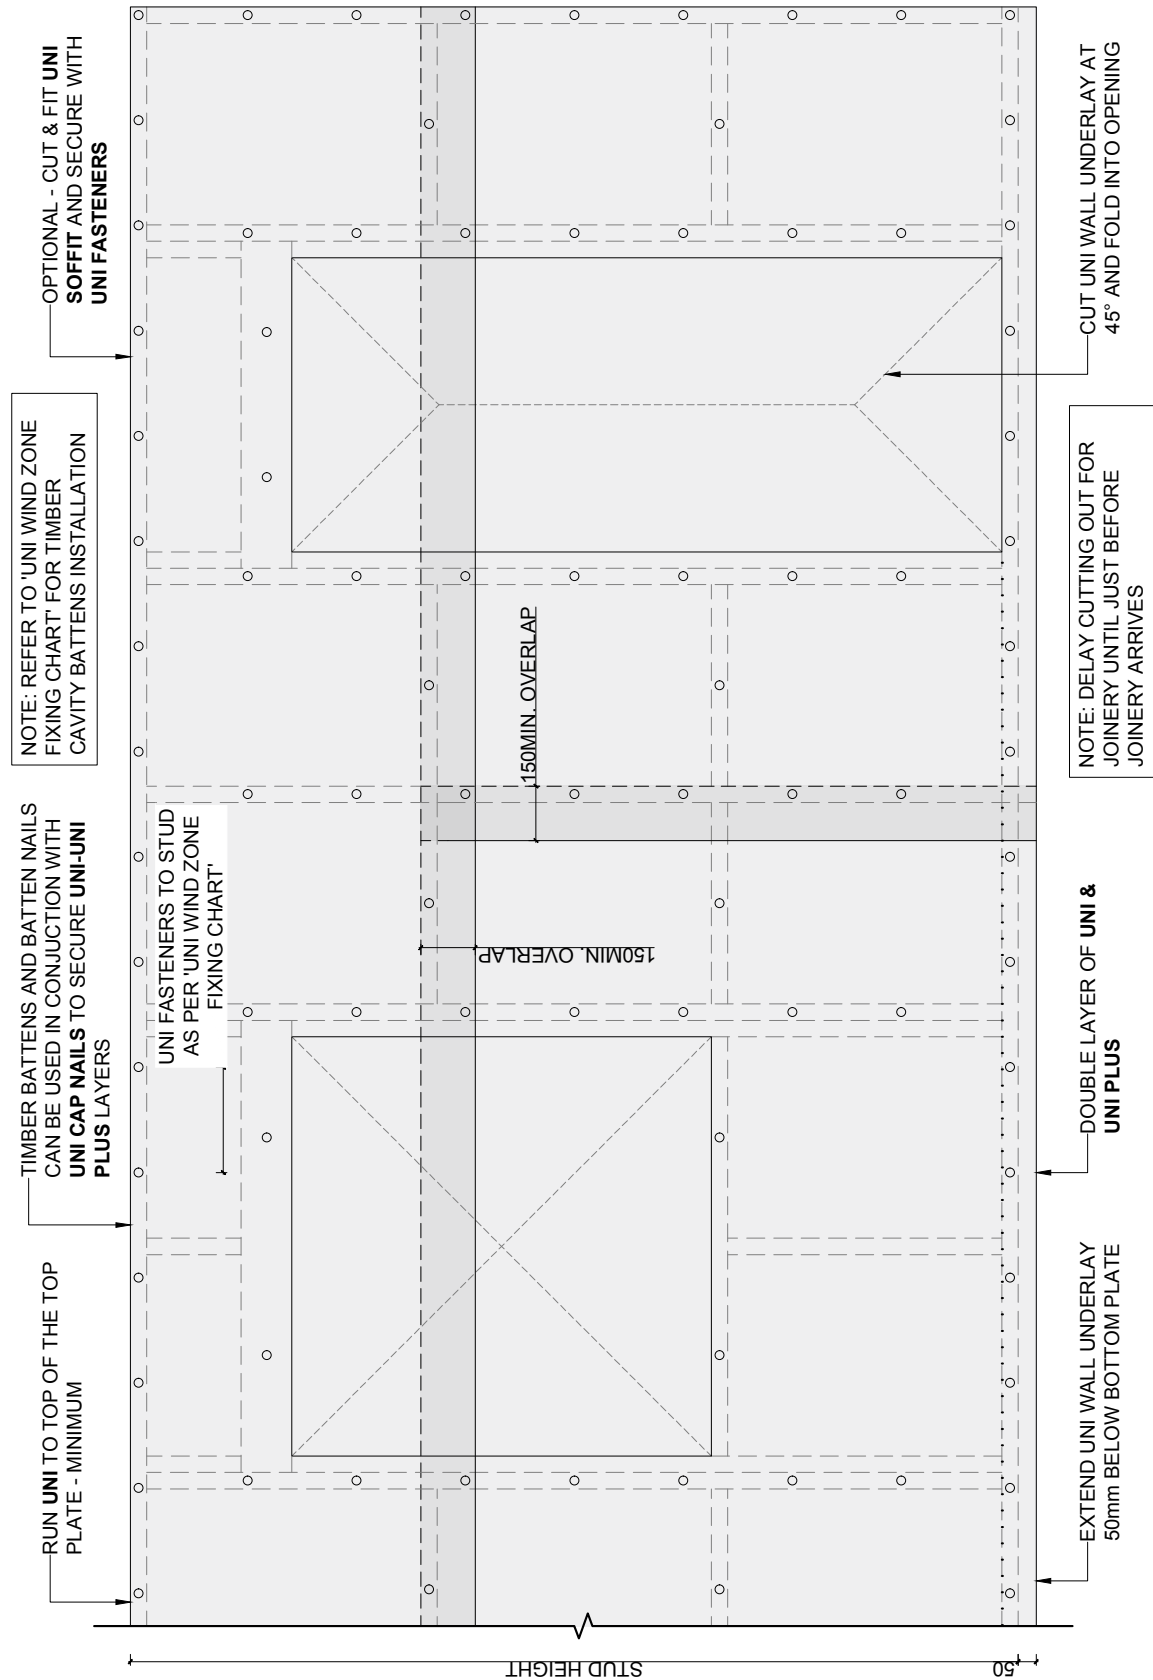 RUN UNI TO TOP OF THE TOP
PLATE - MINIMUM
TIMBER BATTENS AND BATTEN NAILS
CAN BE USED IN CONJUCTION WITH
UNI CAP NAILS TO SECURE UNI-UNI
PLUS LAYERS
NOTE: REFER TO 'UNI WIND ZONE
FIXING CHART' FOR TIMBER
CAVITY BATTENS INSTALLATION
OPTIONAL - CUT & FIT UNI
SOFFIT AND SECURE WITH
UNI FASTENERS
UNI FASTENERS TO STUD
AS PER 'UNI WIND ZONE
FIXING CHART'
150MIN. OVERLAP
150MIN. OVERLAP
STUD HEIGHT
50
EXTEND UNI WALL UNDERLAY
50mm BELOW BOTTOM PLATE
DOUBLE LAYER OF UNI &
UNI PLUS
NOTE: DELAY CUTTING OUT FOR
JOINERY UNTIL JUST BEFORE
JOINERY ARRIVES
CUT UNI WALL UNDERLAY AT
45° AND FOLD INTO OPENING